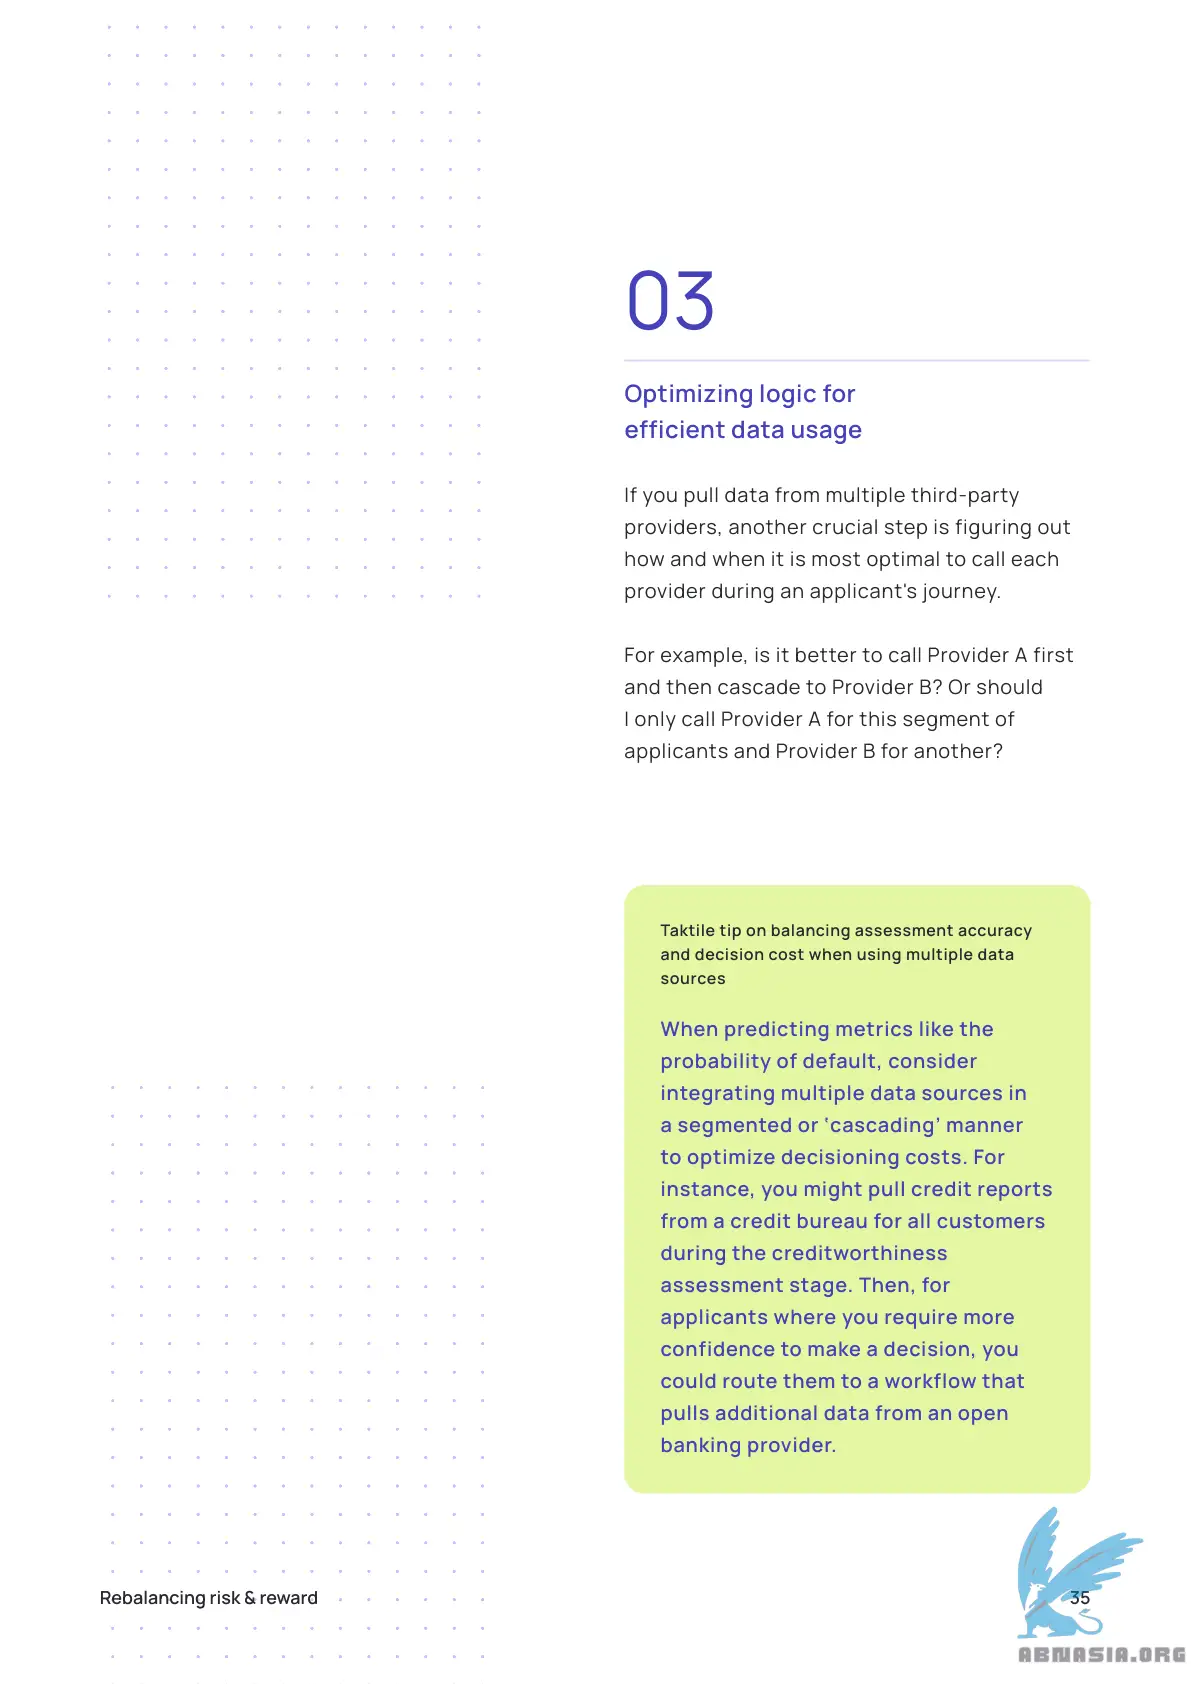 03
Optimizing logic for
efficient data usage
If you pull data from multiple third-party
providers, another crucial step is figuring out
how and when it is most optimal to call each
provider during an applicant's journey.
For example, is it better to call Provider A first
and then cascade to Provider B? Or should
I only call Provider A for this segment of
applicants and Provider B for another?
Taktile tip on balancing assessment accuracy
and decision cost when using multiple data
sources
When predicting metrics like the
probability of default, consider
integrating multiple data sources in
a segmented or ‘cascading’ manner
to optimize decisioning costs. For
instance, you might pull credit reports
from a credit bureau for all customers
during the creditworthiness
assessment stage. Then, for
applicants where you require more
confidence to make a decision, you
could route them to a workflow that
pulls additional data from an open
banking provider.
Rebalancing risk & reward
35
ABNASIA.ORG